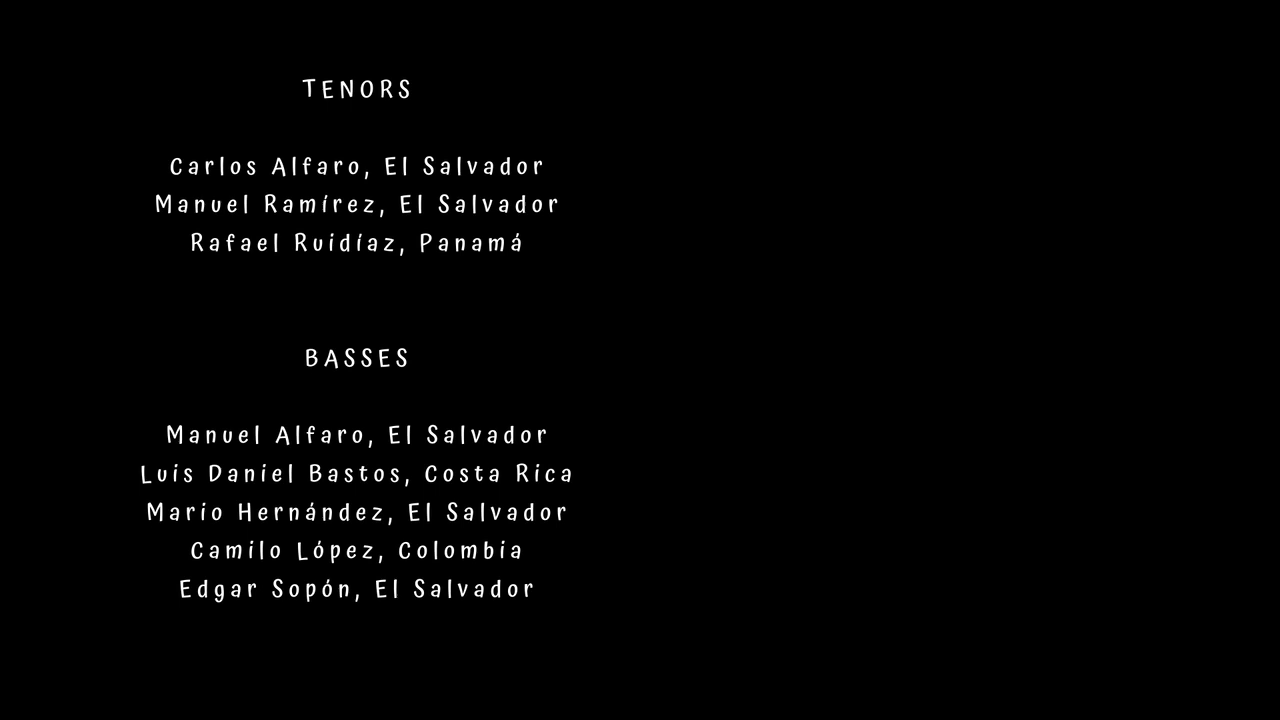 TENORS
Carlos Alfaro, El Salvador
Manuel Ramírez, El Salvador
Rafael Ruidíaz, Panamá
BASSES
Manuel Alfaro, El Salvador
Luis Daniel Bastos, Costa Rica
Mario Hernández, El Salvador
Camilo López, Colombia
Edgar Sopón, El Salvador